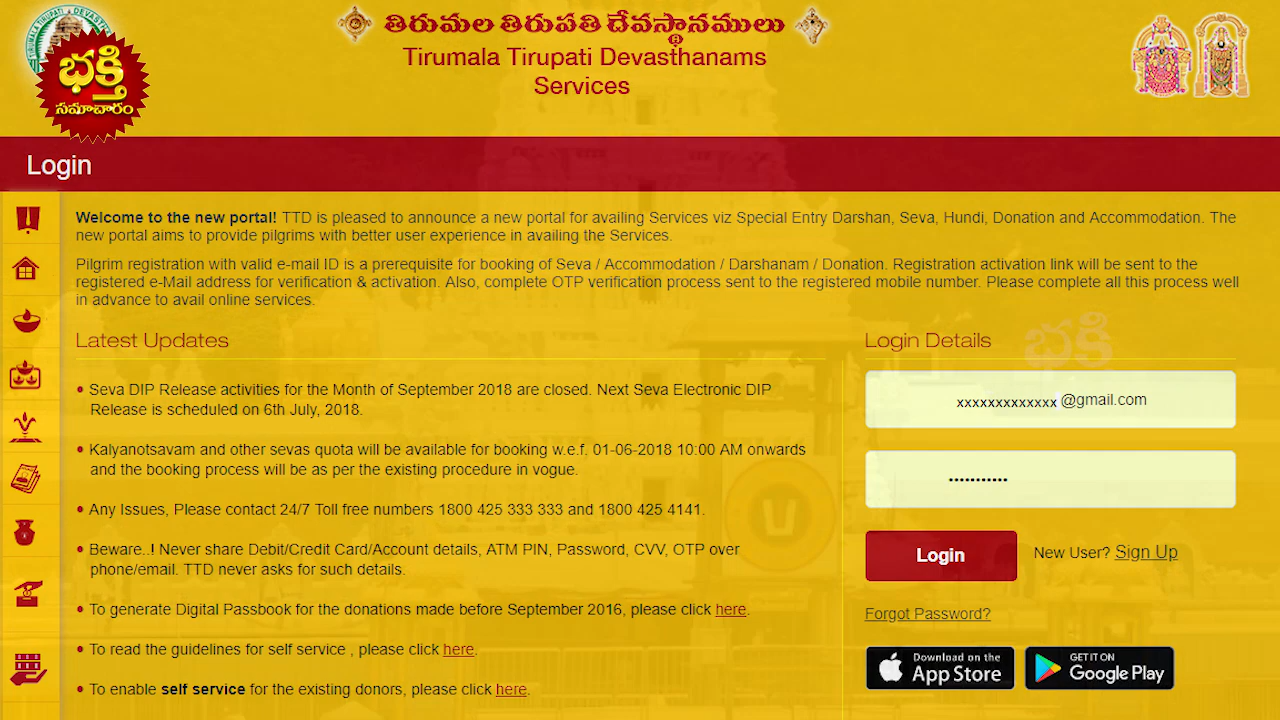 TIRUMALA TIRUPATI DEVASTHANAMS
భక్తి
సమాచారం
తిరుమల తిరుపతి దేవస్థానములు
Tirumala Tirupati Devasthanams
Services
Login
Welcome to the new portal! TTD is pleased to announce a new portal for availing Services viz Special Entry Darshan, Seva, Hundi, Donation and Accommodation. The
new portal aims to provide pilgrims with better user experience in availing the Services.
Pilgrim registration with valid e-mail ID is a prerequisite for booking of Seva / Accommodation / Darshanam / Donation. Registration activation link will be sent to the
registered e-Mail address for verification & activation. Also, complete OTP verification process sent to the registered mobile number. Please complete all this process well
in advance to avail online services.
Latest Updates
• Seva DIP Release activities for the Month of September 2018 are closed. Next Seva Electronic DIP
Release is scheduled on 6th July, 2018.
• Kalyanotsavam and other sevas quota will be available for booking w.e.f. 01-06-2018 10:00 AM onwards
and the booking process will be as per the existing procedure in vogue.
• Any Issues, Please contact 24/7 Toll free numbers 1800 425 333 333 and 1800 425 4141.
• Beware..! Never share Debit/Credit Card/Account details, ATM PIN, Password, CVV, OTP over
phone/email. TTD never asks for such details.
• To generate Digital Passbook for the donations made before September 2016, please click here.
• To read the guidelines for self service , please click here.
• To enable self service for the existing donors, please click here.
భక్తి
Login Details
xxxxxxxxxxxxx @gmail.com
•••••••••••
Login
New User? Sign Up
Forgot Password?
Download on the
App Store
GET IT ON
Google Play